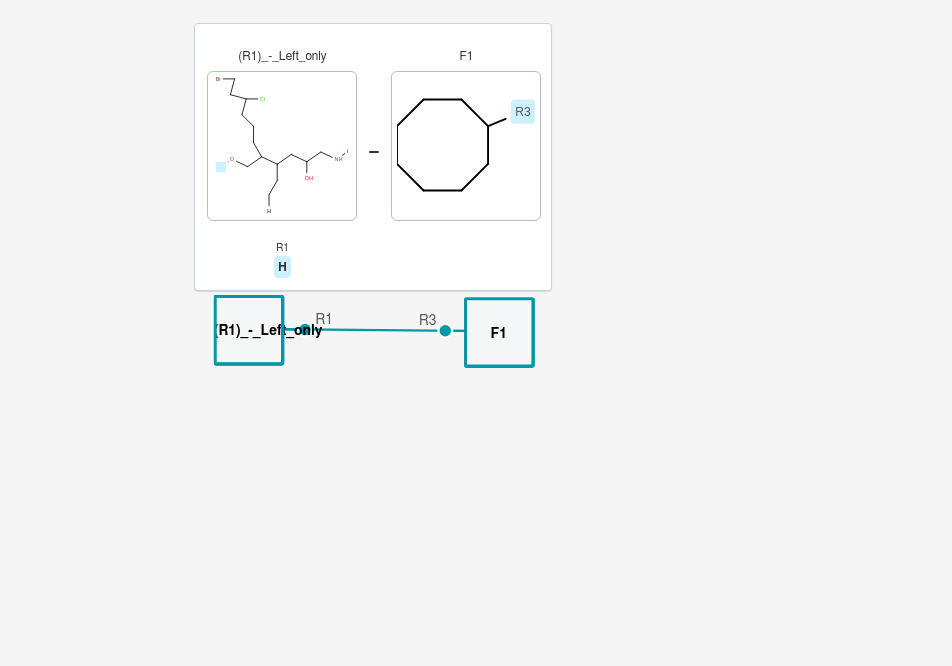 (R1)_-_Left_only
F1
Br
Cl
R3
O
NH
I
OH
H
–
R1
H
R1
R3
(R1)_-_Left_only
F1